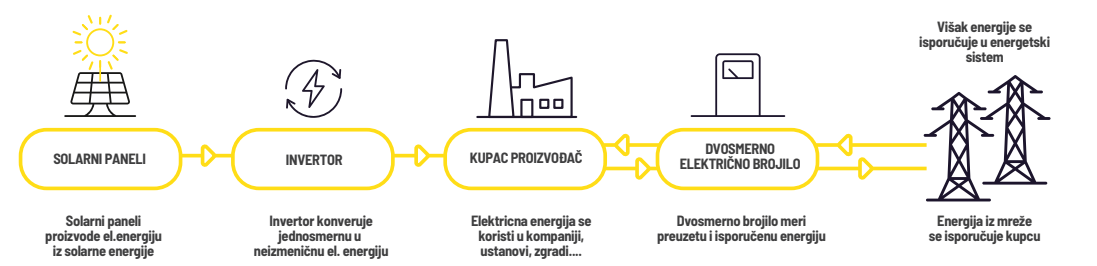 Višak energije se
isporučuje u energetski
sistem
SOLARNI PANELI
INVERTOR
KUPAC PROIZVOĐAČ
DVOSMERNO
ELEKTRIČNO BROJILO
Solarni paneli
proizvode el.energiju
iz solarne energije
Invertor konveruje
jednosmernu u
neizmeničnu el. energiju
Elektricna energija se
koristi u kompaniji,
ustanovi, zgradi....
Dvosmerno brojilo meri
preuzetu i isporučenu energiju
Energija iz mreže
se isporučuje kupcu